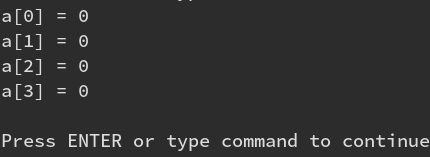 a[0] = 0
a[1] = 0
a[2] = 0
a[3] = 0
Press ENTER or type command to continue